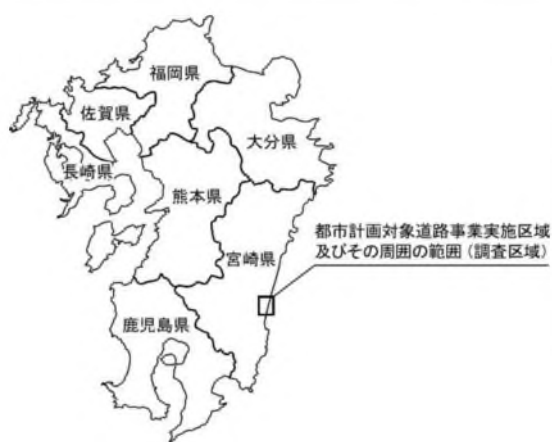 福岡県
佐賀県
大分県
長崎県
熊本県
都市計画対象道路事業実施区域
及びその周囲の範囲（調査区域）
宮崎県
鹿児島県